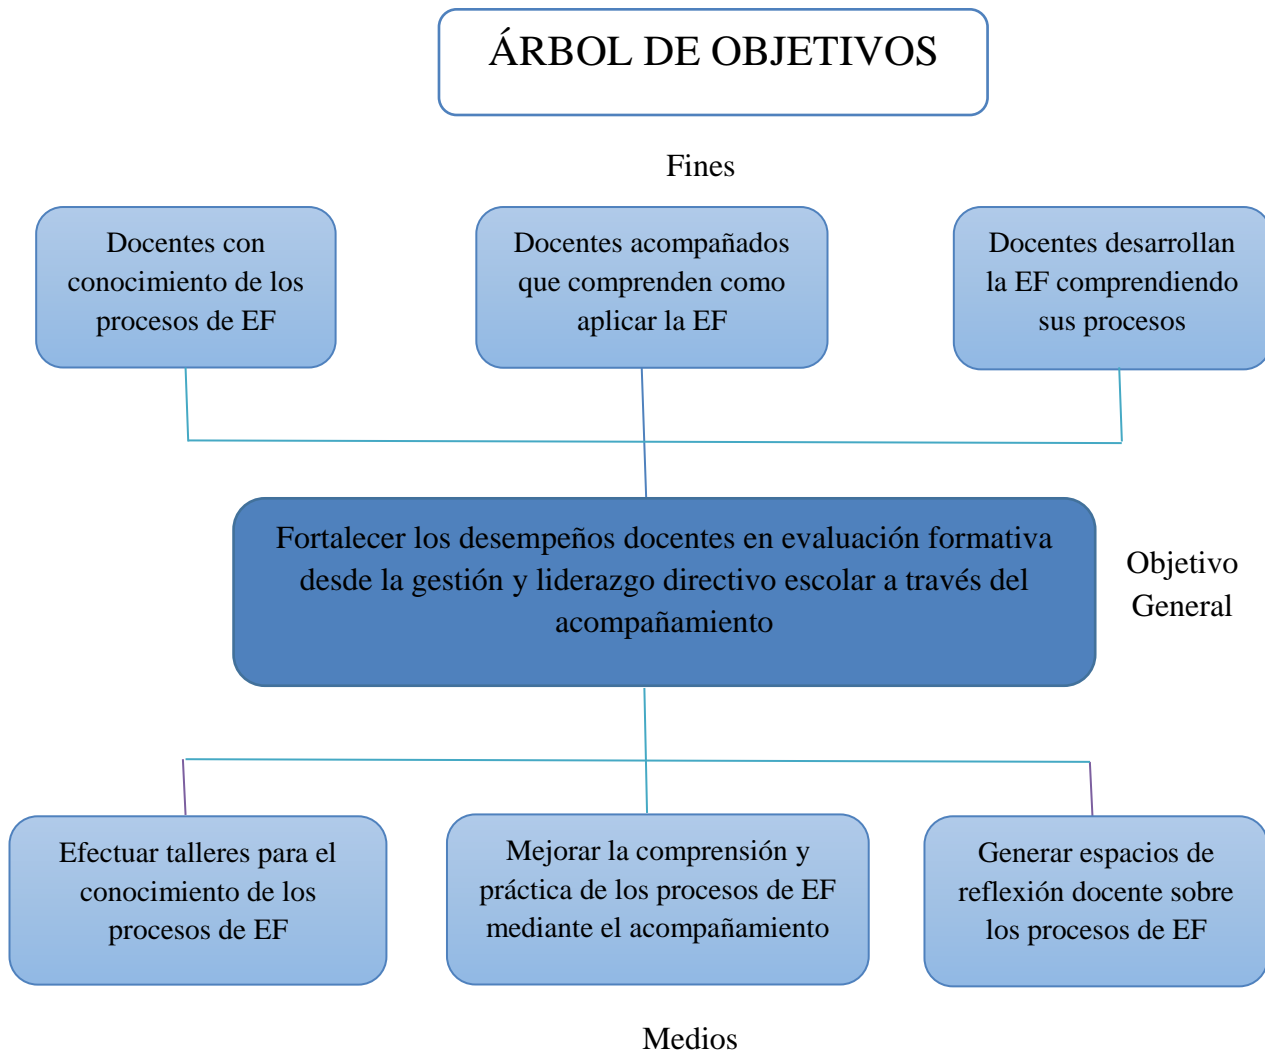 ÁRBOL DE OBJETIVOS
Fines
Docentes con
conocimiento de los
procesos de EF
Docentes acompañados
que comprenden como
aplicar la EF
Docentes desarrollan
la EF comprendiendo
sus procesos
Fortalecer los desempeños docentes en evaluación formativa
desde la gestión y liderazgo directivo escolar a través del
acompañamiento
Objetivo
General
Efectuar talleres para el
conocimiento de los
procesos de EF
Mejorar la comprensión y
práctica de los procesos de EF
mediante el acompañamiento
Generar espacios de
reflexión docente sobre
los procesos de EF
Medios